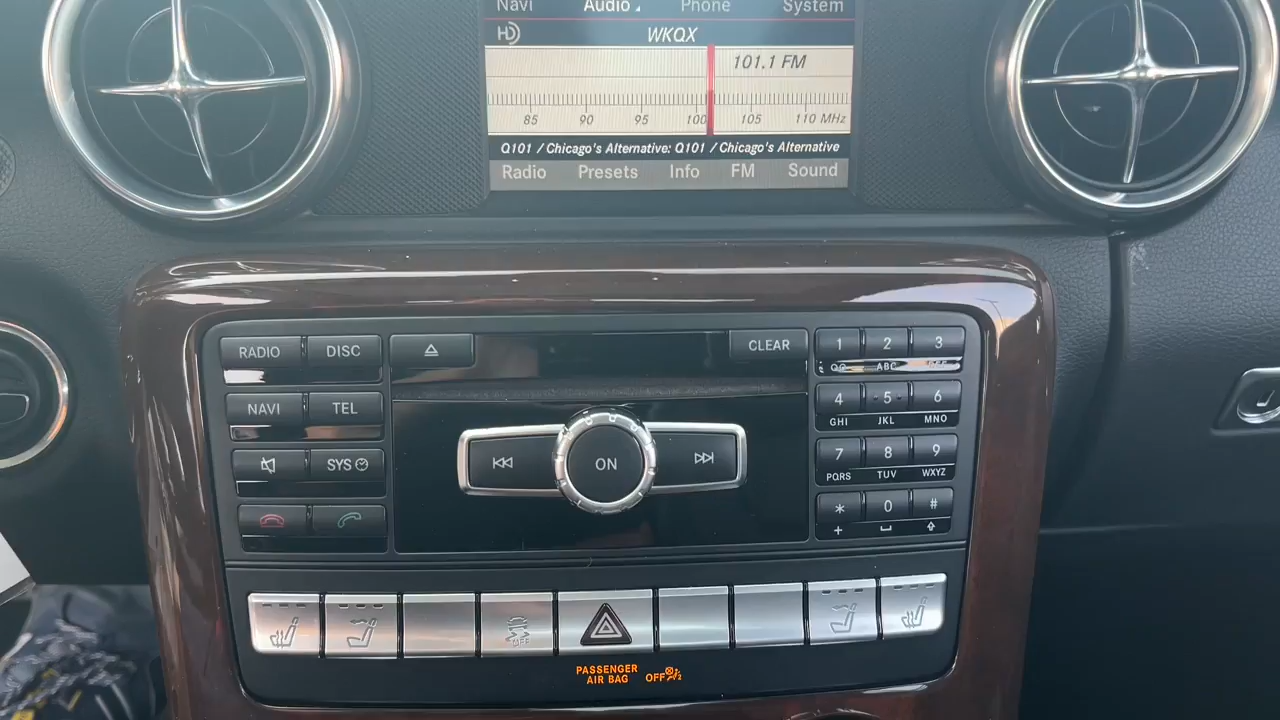 Navi Audio Phone System
HD WKQX
101.1 FM
85 90 95 100 105 110 MHz
Q101 / Chicago's Alternative: Q101 / Chicago's Alternative
Radio Presets Info FM Sound
RADIO DISC CLEAR 1 2 3
ABC
NAVI TEL 4 5 6
GHI JKL MNO
SYS ON 7 8 9
PQRS TUV WXYZ
* 0 #
+
OFF
PASSENGER
AIR BAG OFF